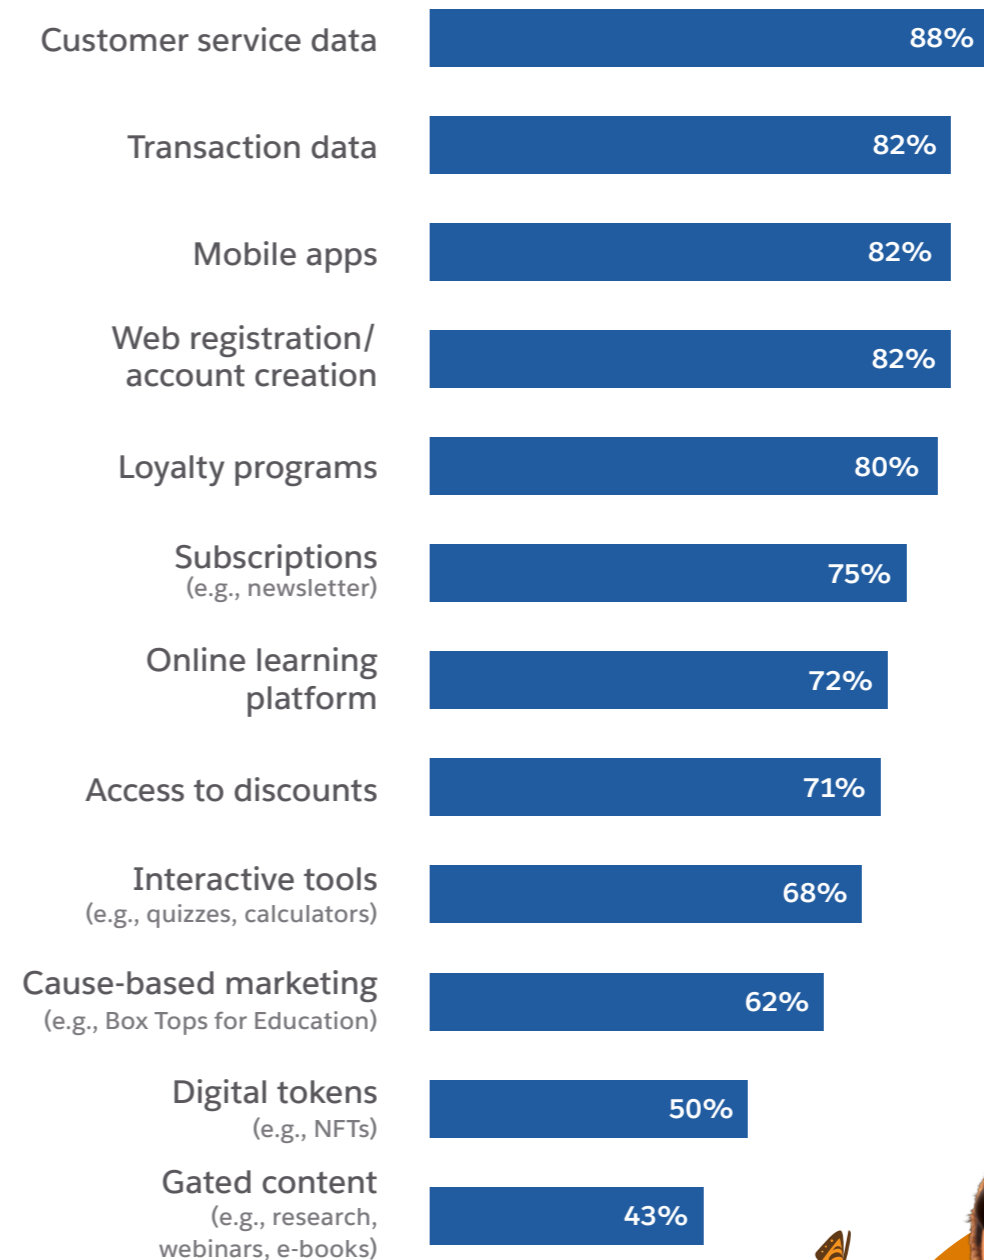 Customer service data
88%
Transaction data
82%
Mobile apps
82%
Web registration/
account creation
82%
Loyalty programs
80%
Subscriptions
(e.g., newsletter)
75%
Online learning
platform
72%
Access to discounts
71%
Interactive tools
(e.g., quizzes, calculators)
68%
Cause-based marketing
(e.g., Box Tops for Education)
62%
Digital tokens
(e.g., NFTs)
50%
Gated content
(e.g., research,
webinars, e-books)
43%